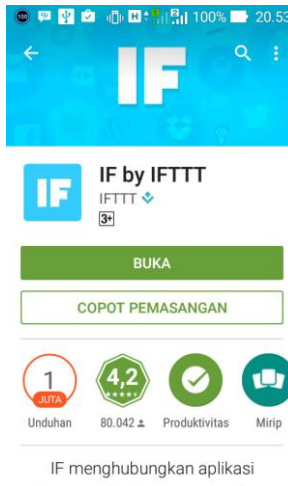 100% 20.53
IF
IF
IF by IFTTT
IFTTT
3+
BUKA
COPOT PEMASANGAN
1
JUTA
4,2
Unduhan 80.042 Produktivitas Mirip
IF menghubungkan aplikasi